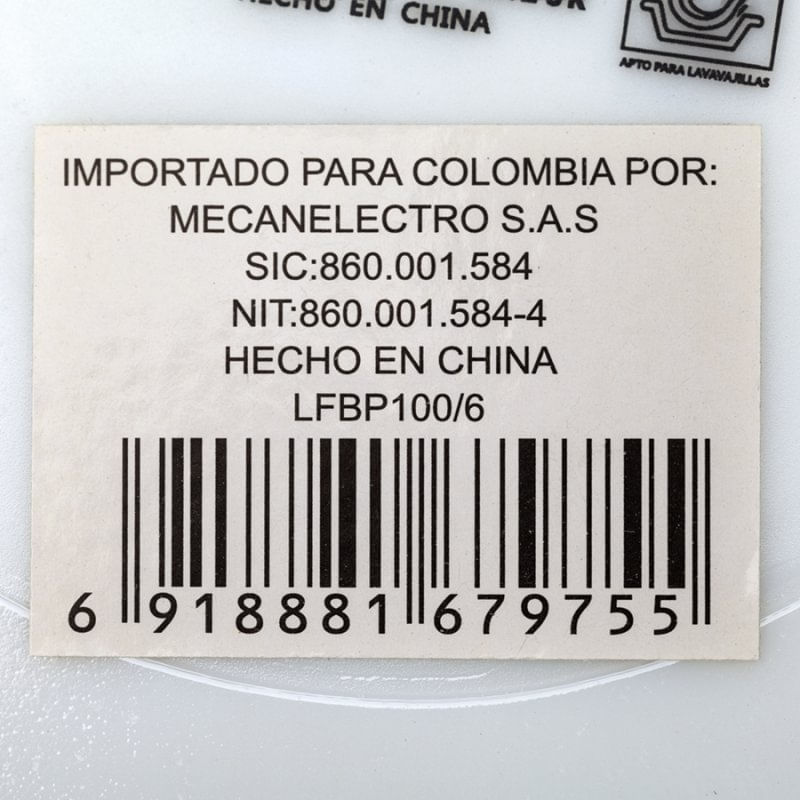 HECHO EN CHINA
APTO PARA LAVAVAJILLAS
IMPORTADO PARA COLOMBIA POR:
MECANELECTRO S.A.S
SIC:860.001.584
NIT:860.001.584-4
HECHO EN CHINA
LFBP100/6
6 918881 679755